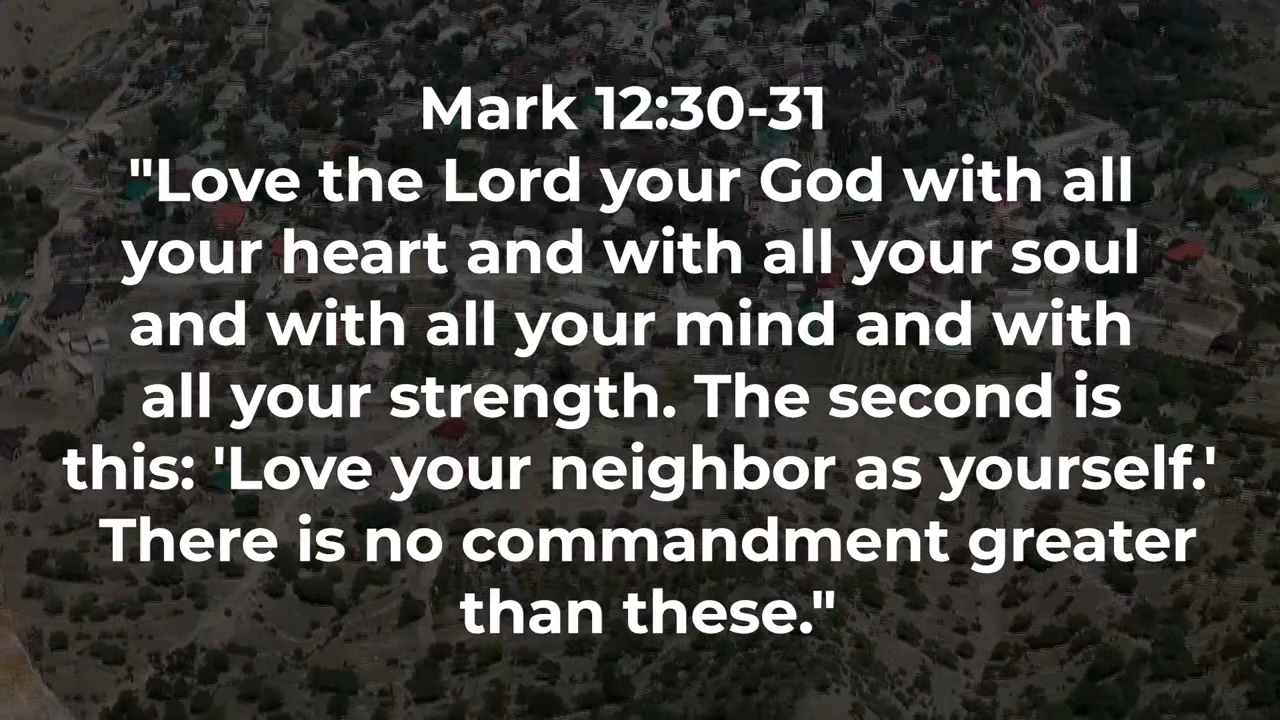 Mark 12:30-31
"Love the Lord your God with all
your heart and with all your soul
and with all your mind and with
all your strength. The second is
this: 'Love your neighbor as yourself.'
There is no commandment greater
than these."